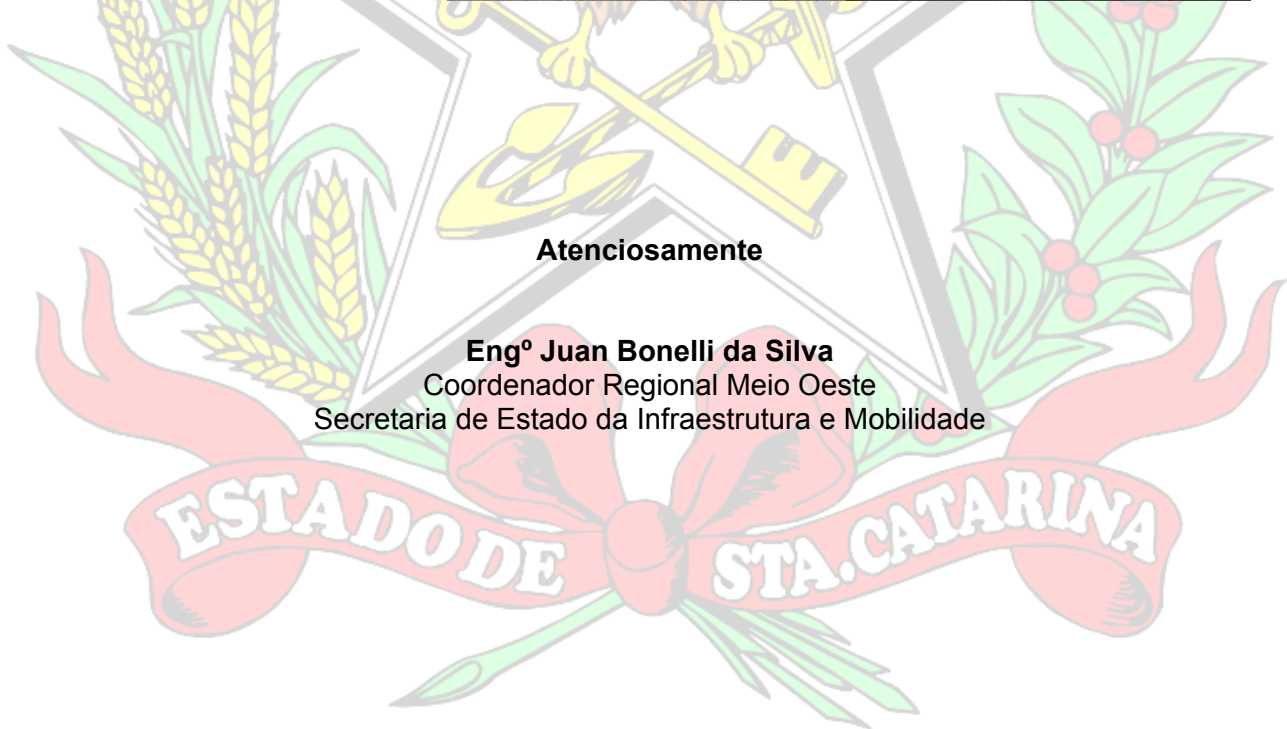 Atenciosamente
Engº Juan Bonelli da Silva
Coordenador Regional Meio Oeste
Secretaria de Estado da Infraestrutura e Mobilidade
ESTADO DE STA.CATARINA